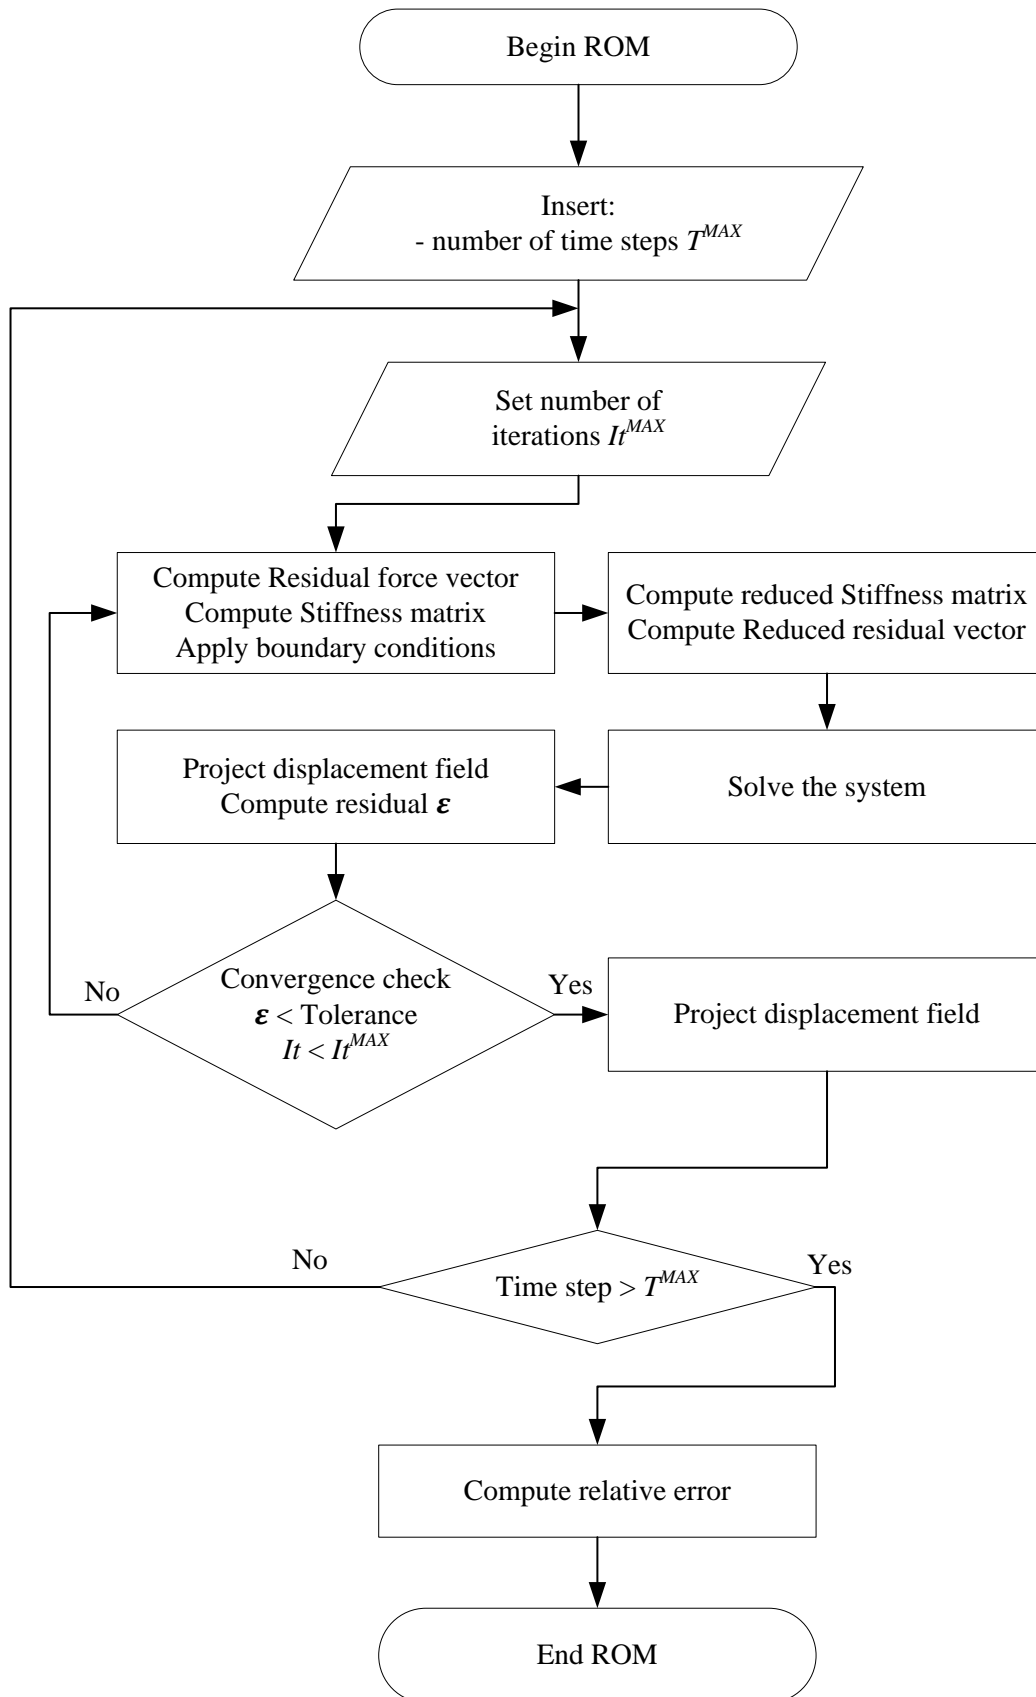 Begin ROM
Insert:
- number of time steps T^MAX
Set number of
iterations It^MAX
Compute Residual force vector
Compute Stiffness matrix
Apply boundary conditions
Compute reduced Stiffness matrix
Compute Reduced residual vector
Project displacement field
Compute residual ε
Solve the system
No
Convergence check
ε < Tolerance
It < It^MAX
Yes
Project displacement field
No
Time step > T^MAX
Yes
Compute relative error
End ROM